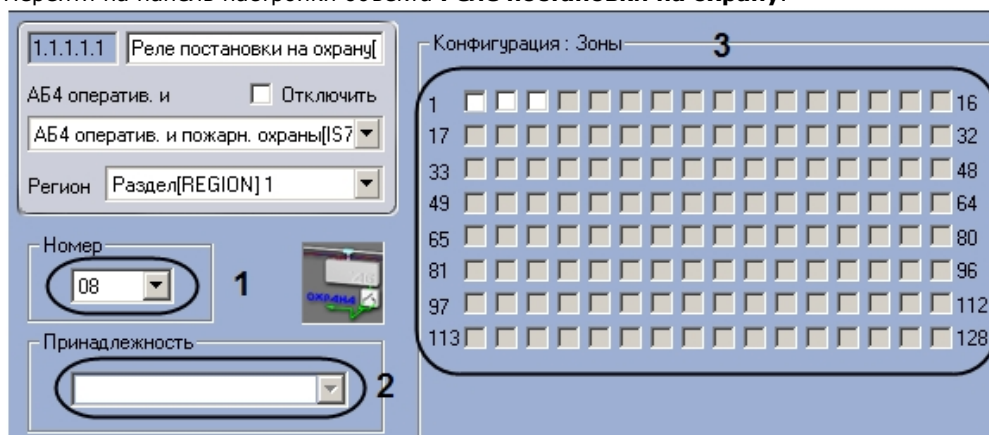 Перейти на панель настройки объекта Реле постановки на охрану.
1.1.1.1.1 Реле постановки на охрану[
АБ4 оператив. и Отключить
АБ4 оператив. и пожарн. охраны[IS7
Регион Раздел[REGION] 1
Номер
08
1
ОХРАНА
Принадлежность
2
Конфигурация : Зоны
3
1 16
17 32
33 48
49 64
65 80
81 96
97 112
113 128